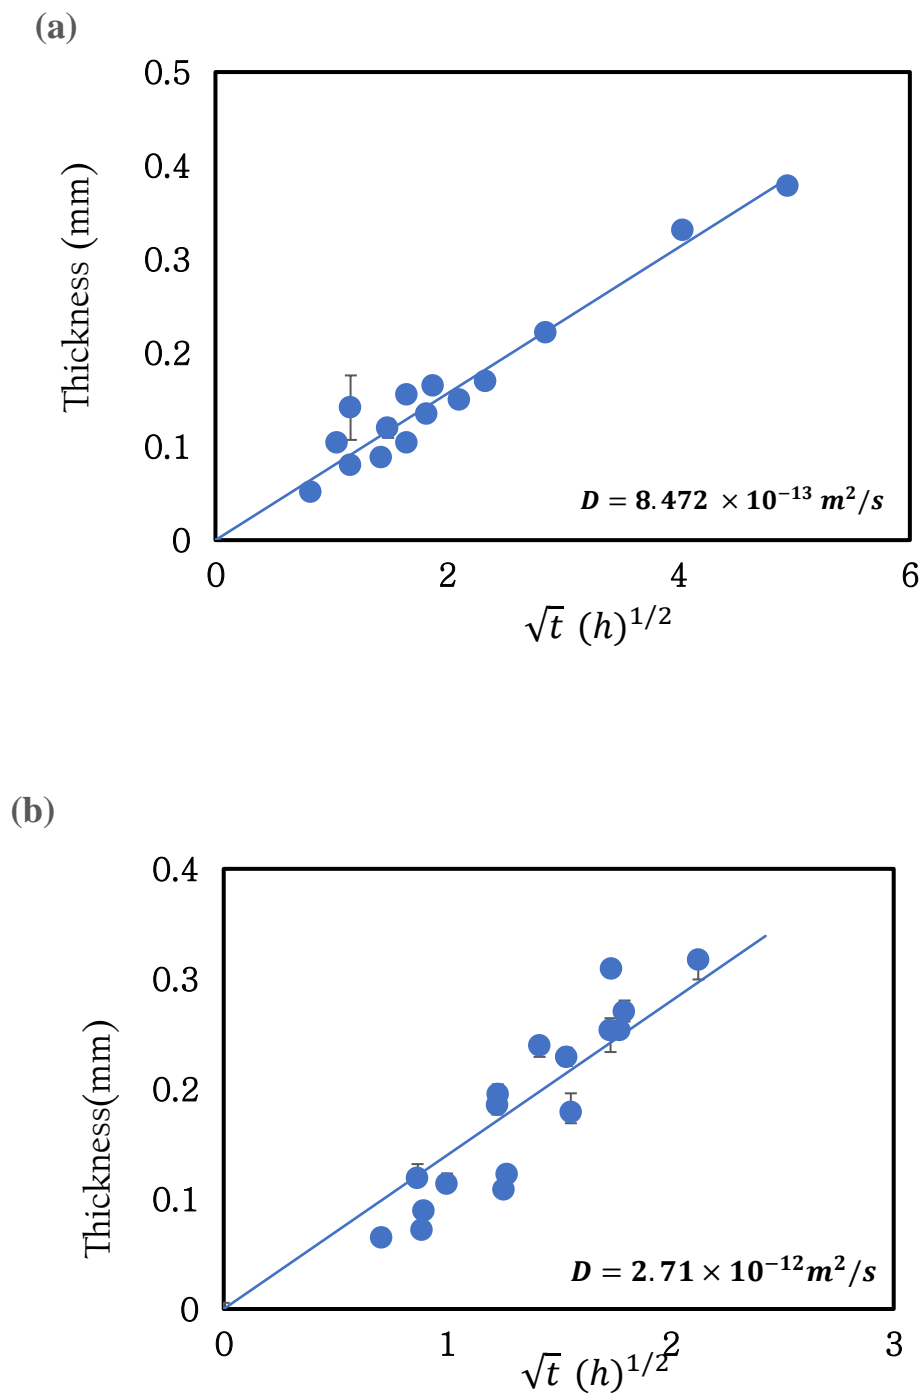 (a)
0.5
0.4
0.3
0.2
0.1
0
Thickness (mm)
D = 8.472 × 10⁻¹³ m²/s
0 2 4 6
√t (h)^{1/2}
(b)
0.4
0.3
0.2
0.1
0
Thickness(mm)
D = 2.71 × 10⁻¹²m²/s
0 1 2 3
√t (h)^{1/2}